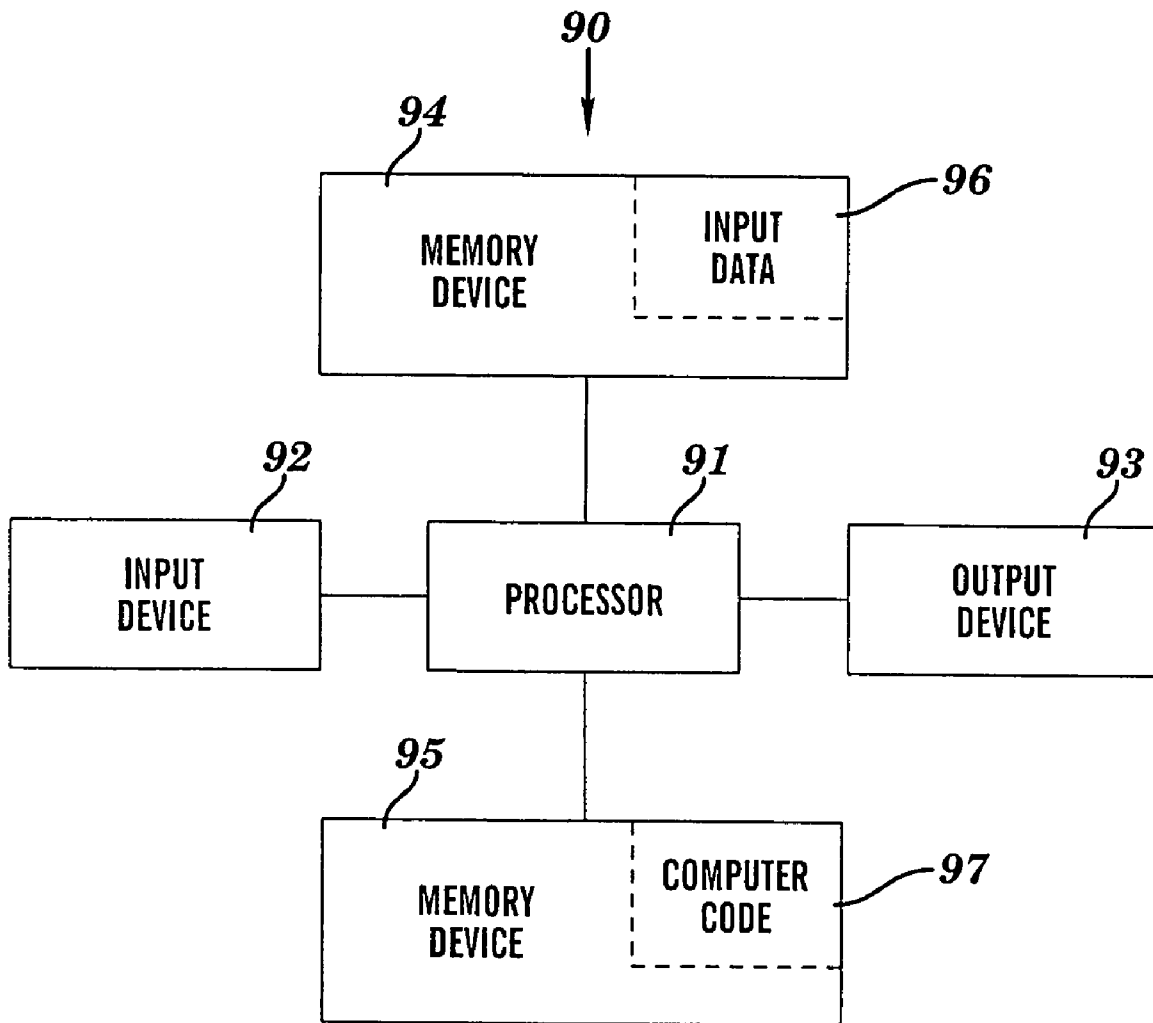 90
94
96
MEMORY
DEVICE
INPUT
DATA
92
91
93
INPUT
DEVICE
PROCESSOR
OUTPUT
DEVICE
95
97
MEMORY
DEVICE
COMPUTER
CODE